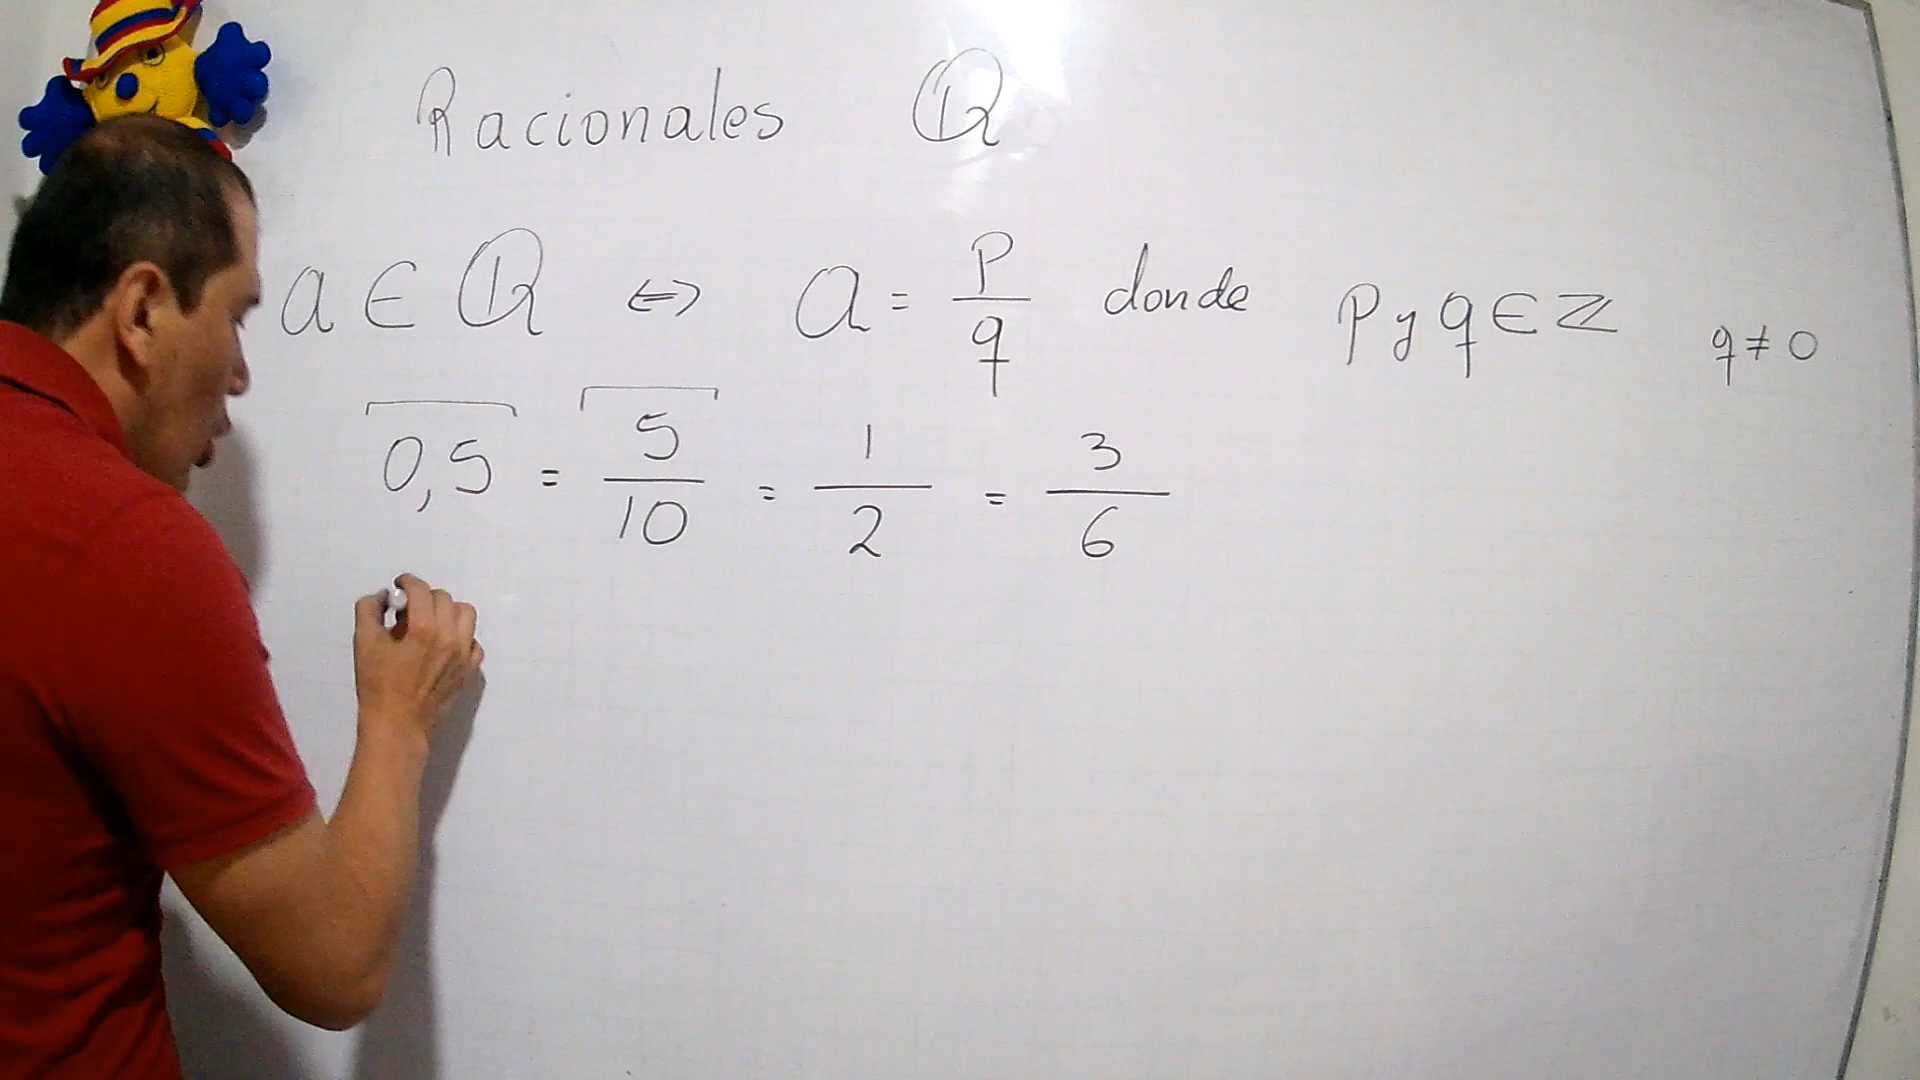 Racionales ℚ
a ∈ ℚ ⇔ a = p/q donde p y q ∈ ℤ q ≠ 0
0,5 = 5/10 = 1/2 = 3/6